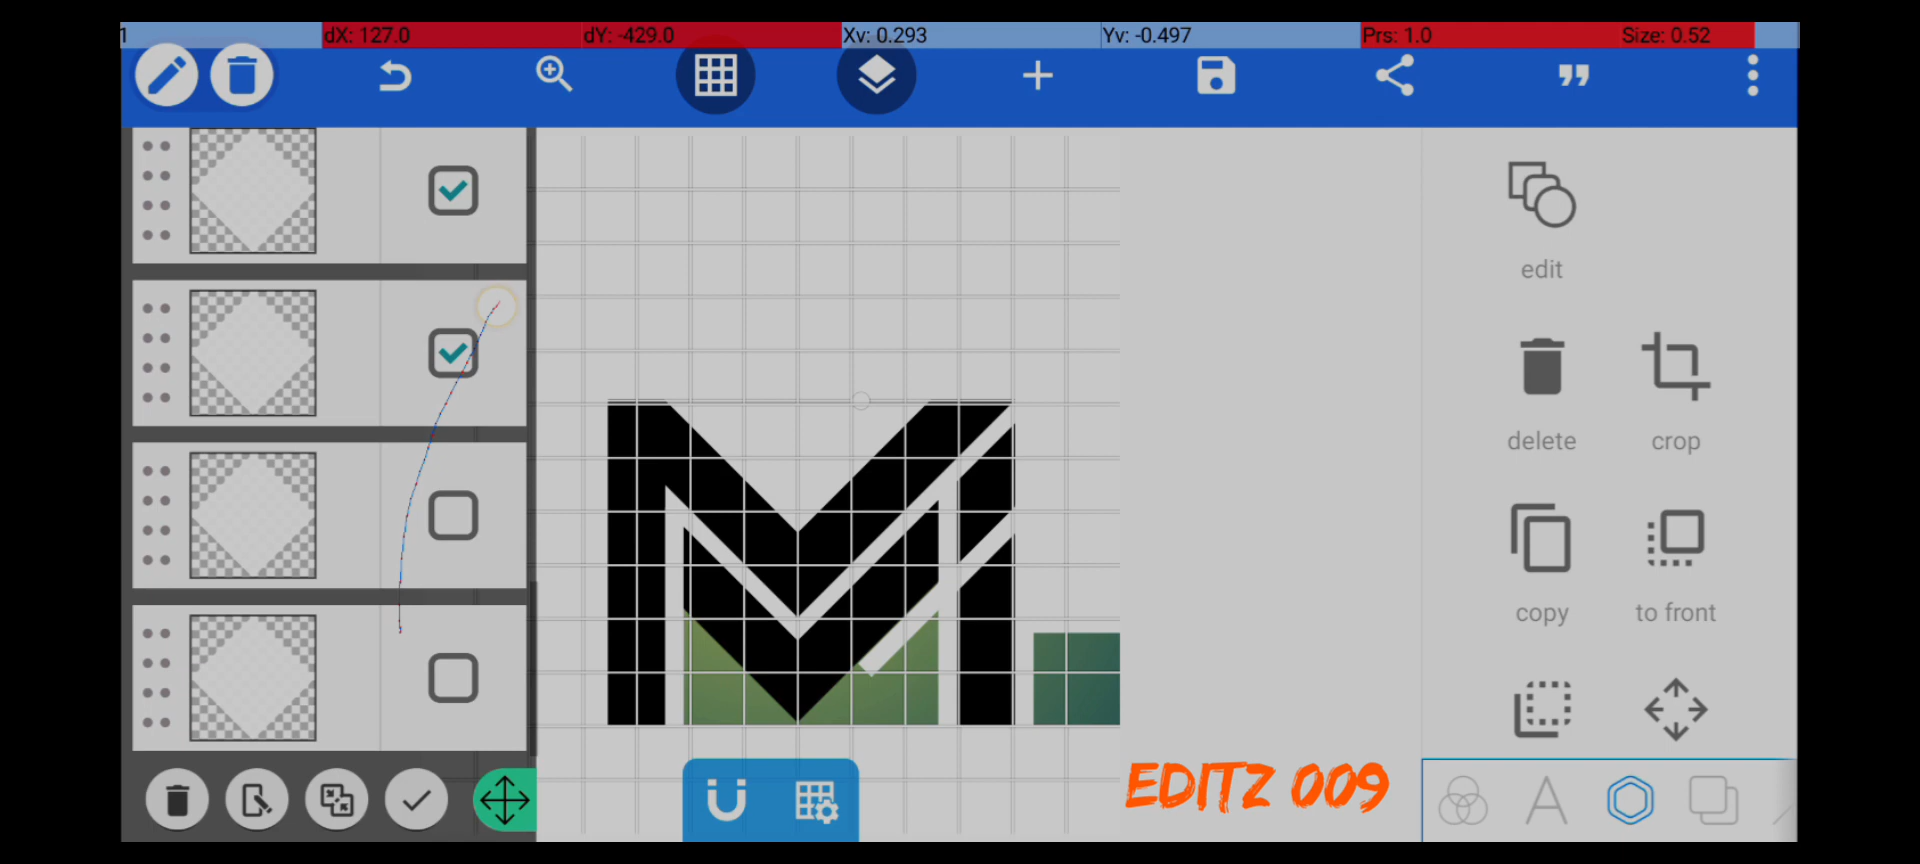 1 dX: 127.0 dY: -429.0 Xv: 0.293 Yv: -0.497 Prs: 1.0 Size: 0.52
edit
delete crop
copy to front
EDITZ 009